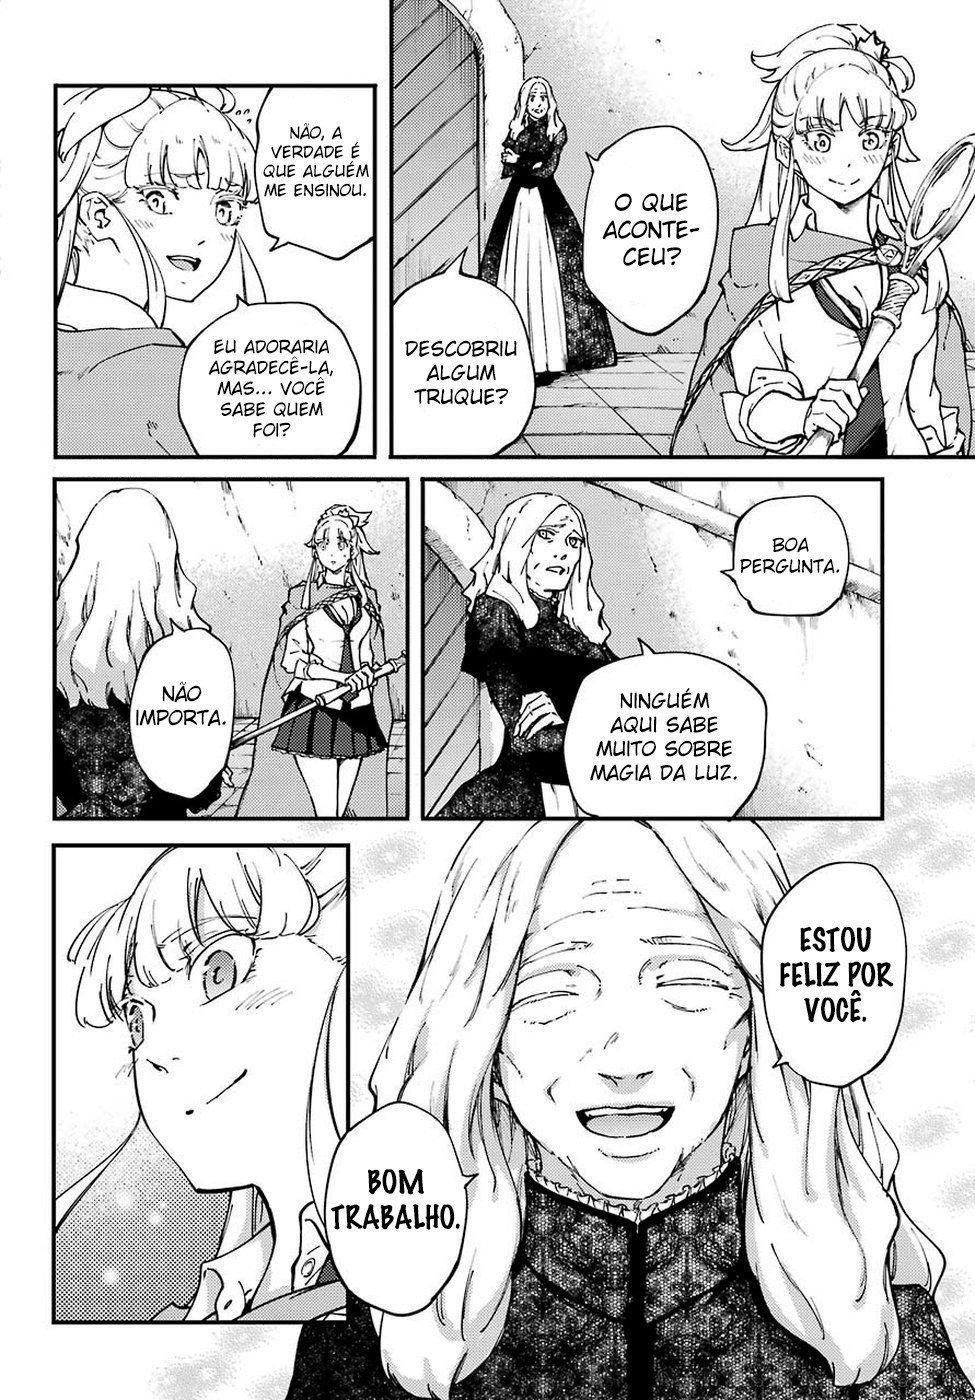 O QUE
ACONTE-
CEU?
DESCOBRIU
ALGUM
TRUQUE?
NÃO, A
VERDADE É
QUE ALGUÉM
ME ENSINOU.
EU ADORARIA
AGRADECÊ-LA,
MAS... VOCÊ
SABE QUEM
FOI?
BOA
PERGUNTA.
NINGUÉM
AQUI SABE
MUITO SOBRE
MAGIA DA LUZ.
NÃO
IMPORTA.
ESTOU
FELIZ POR
VOCÊ.
BOM
TRABALHO.